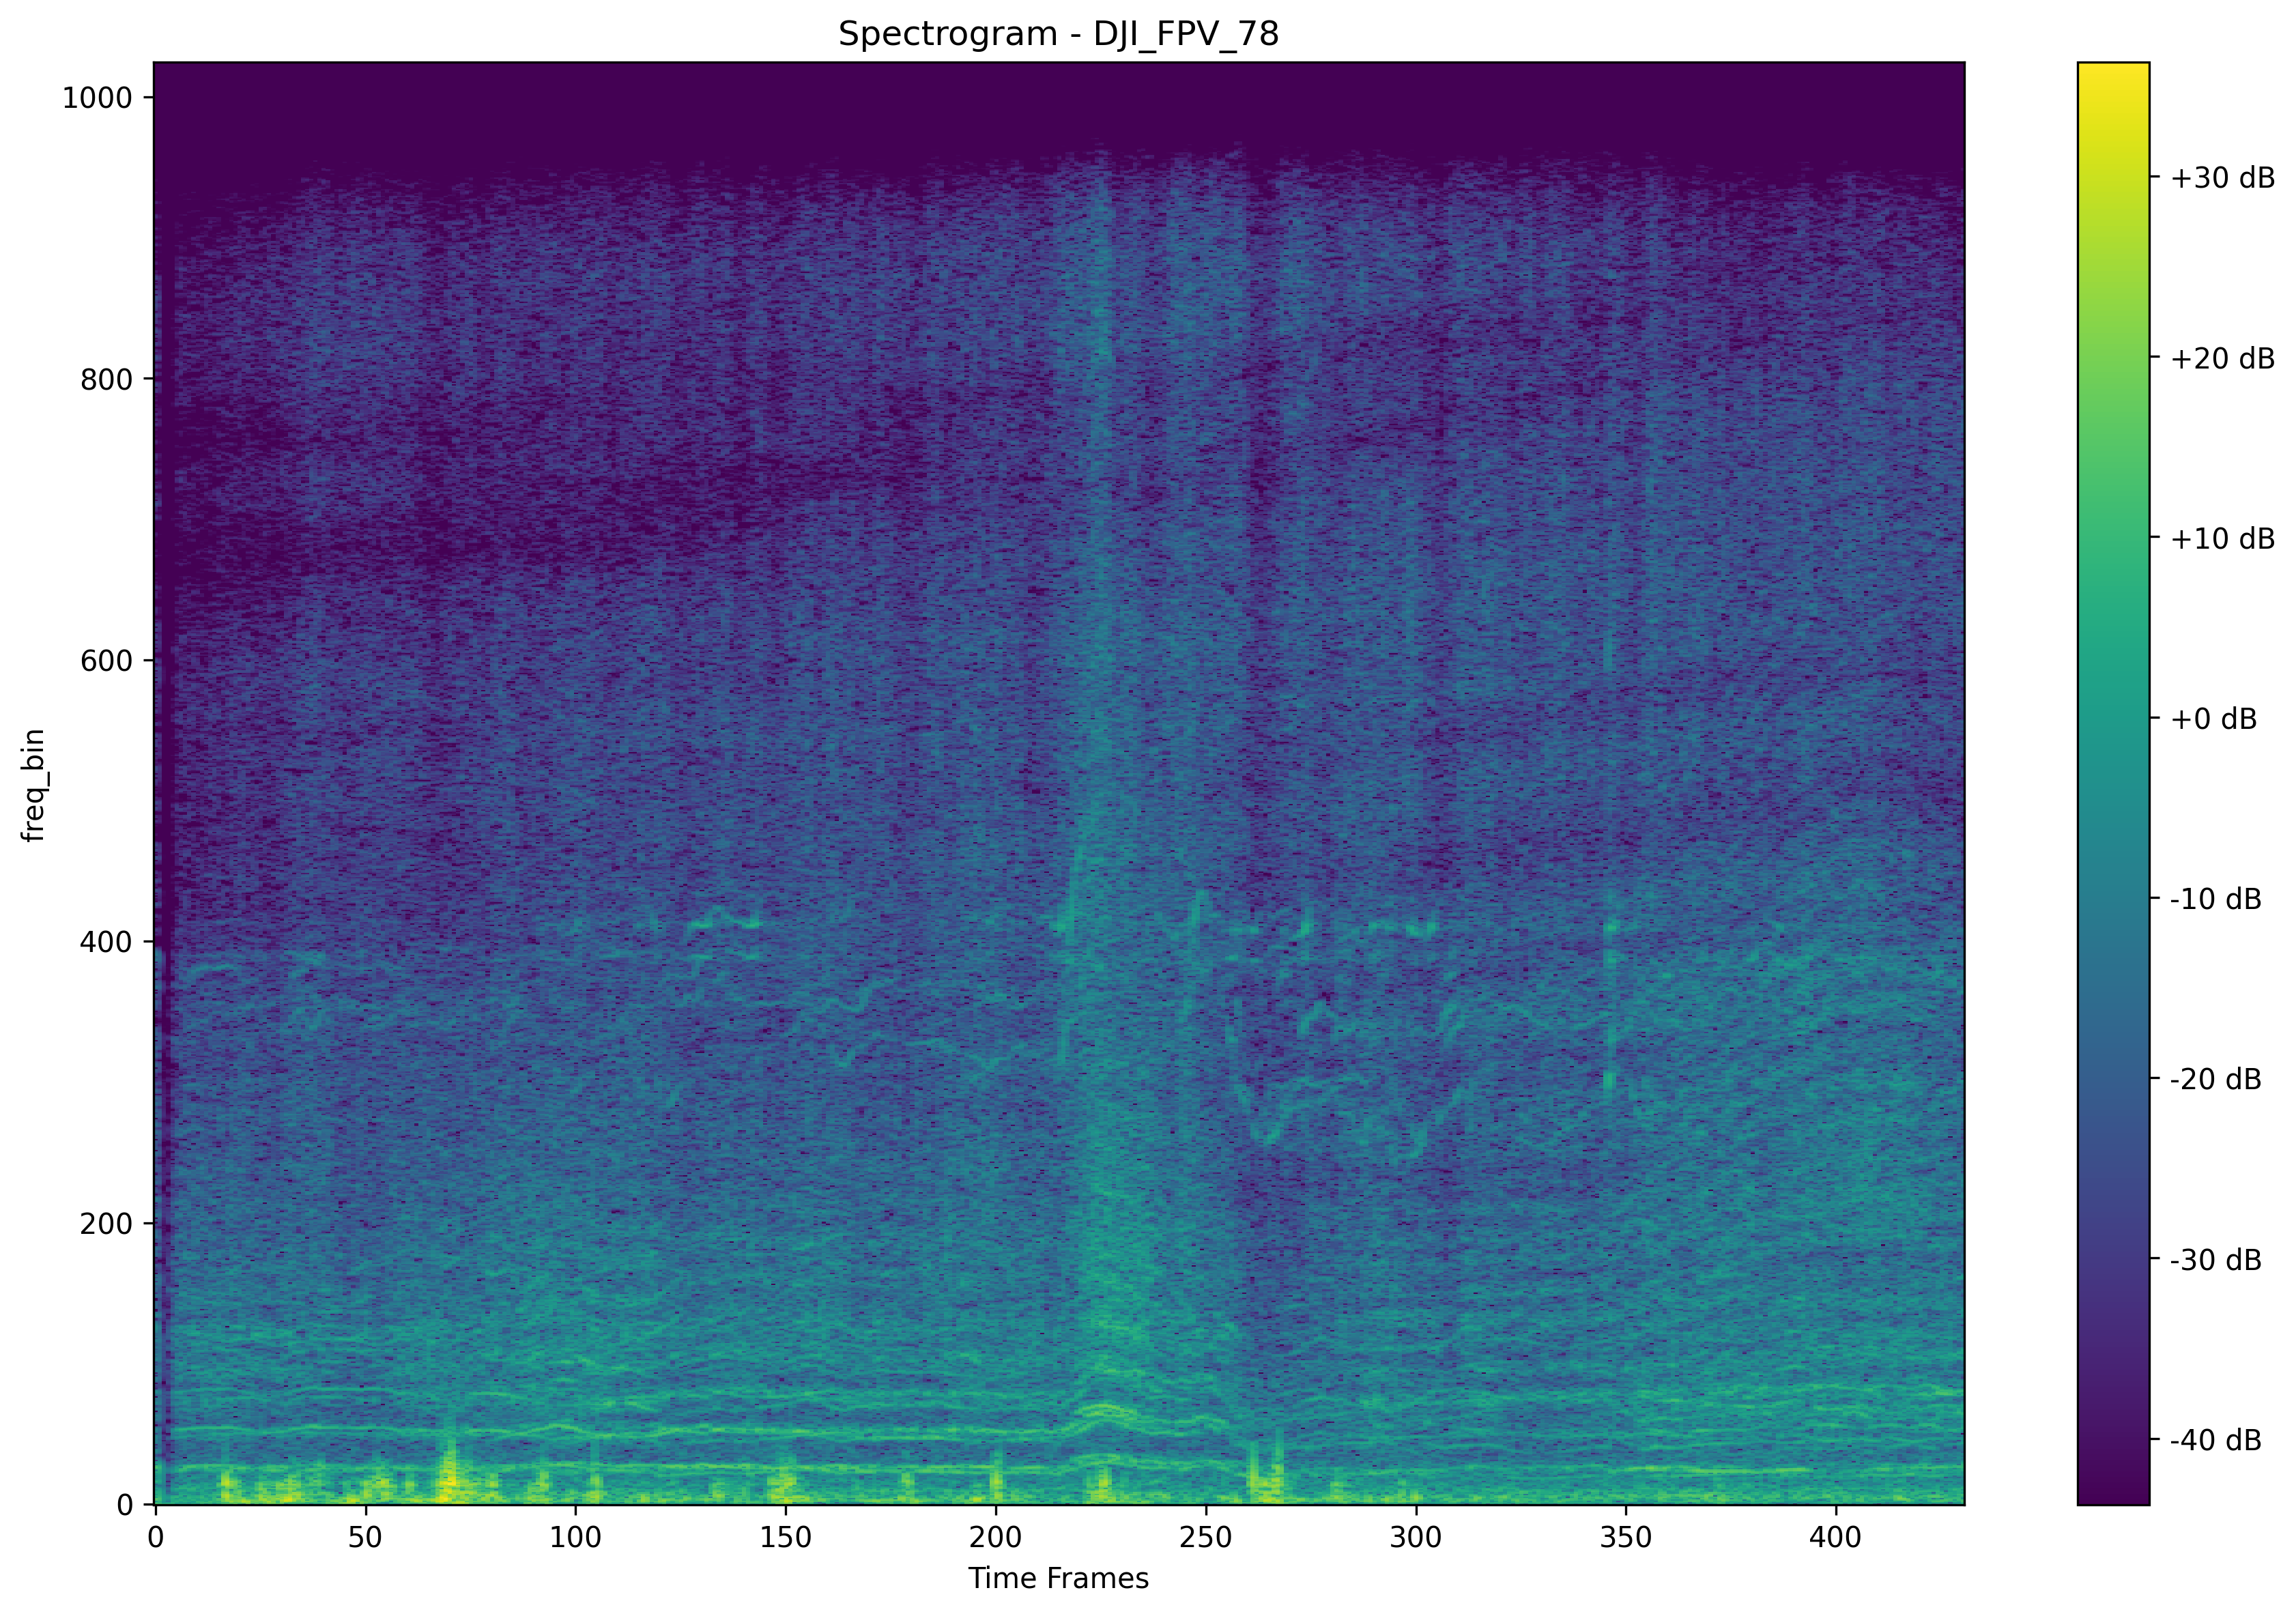 Spectrogram - DJI_FPV_78
1000
800
600
400
200
0
freq_bin
0 50 100 150 200 250 300 350 400
Time Frames
+30 dB
+20 dB
+10 dB
+0 dB
-10 dB
-20 dB
-30 dB
-40 dB